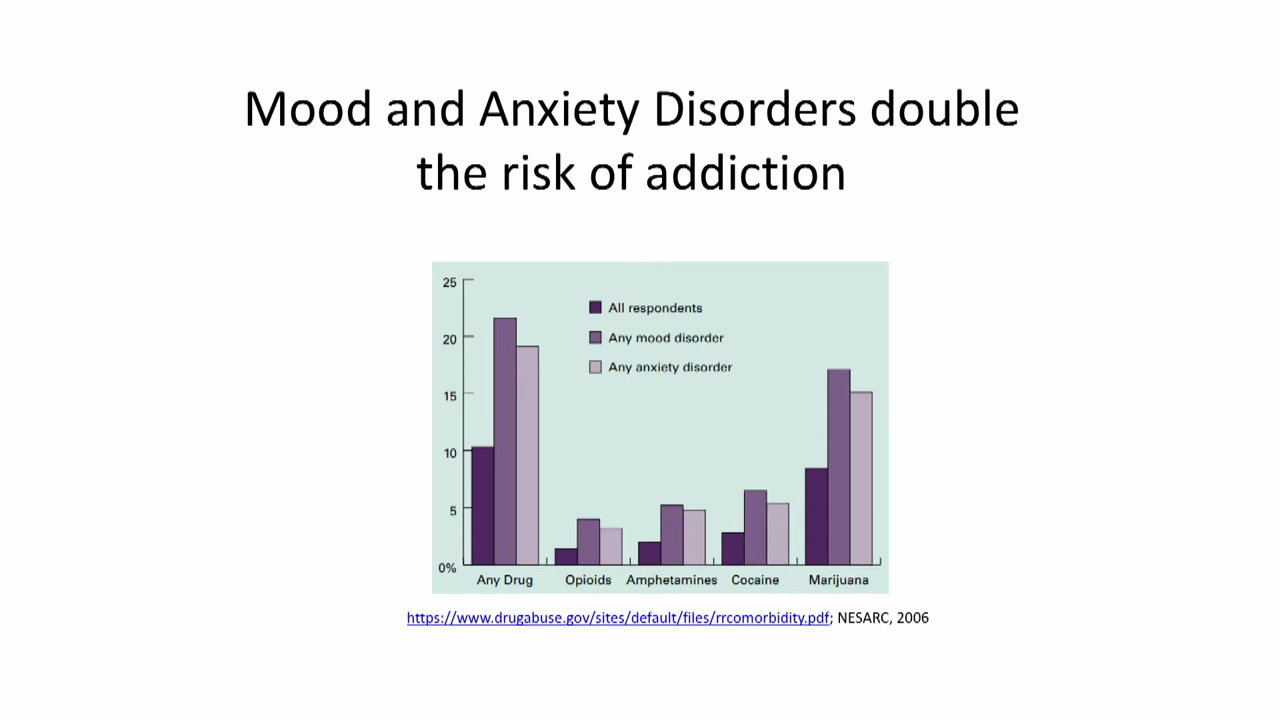 Mood and Anxiety Disorders double
the risk of addiction
25
20
15
10
5
0%
All respondents
Any mood disorder
Any anxiety disorder
Any Drug
Opioids
Amphetamines
Cocaine
Marijuana
https://www.drugabuse.gov/sites/default/files/rrcomorbidity.pdf; NESARC, 2006